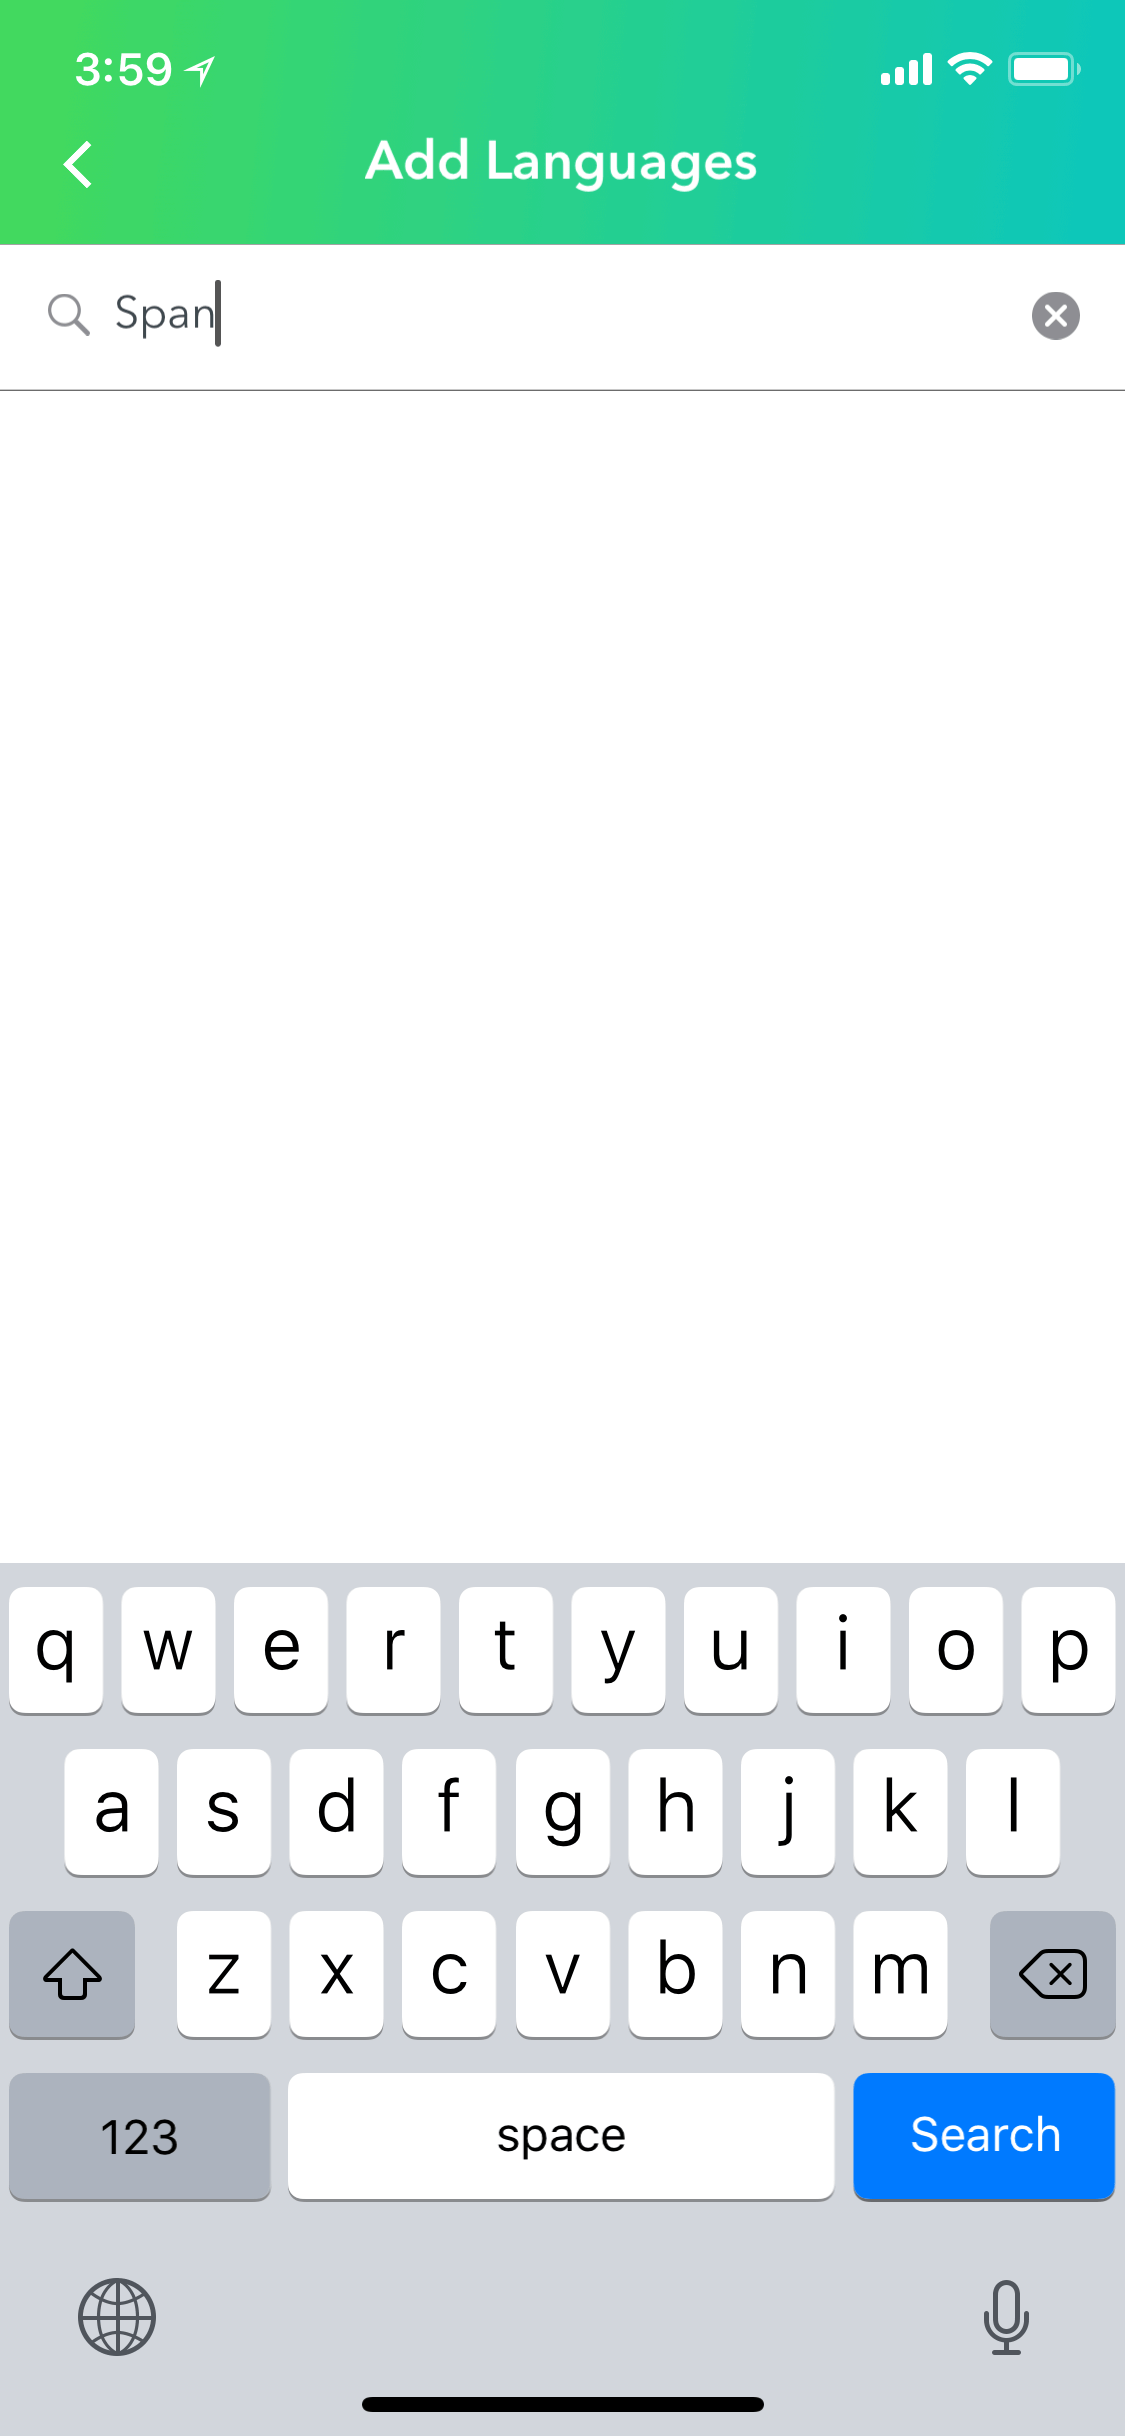 3:59
Add Languages
Span
q w e r t y u i o p
a s d f g h j k l
z x c v b n m
123 space Search